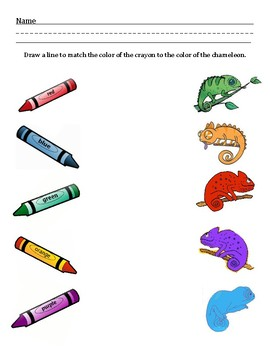 Name
Draw a line to match the color of the crayon to the color of the chameleon.
red
blue
green
orange
purple